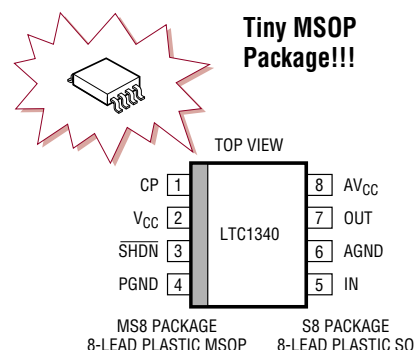 Tiny MSOP
Package!!!
TOP VIEW
CP 1
VCC 2
SHDN 3
PGND 4
LTC1340
8 AVCC
7 OUT
6 AGND
5 IN
MS8 PACKAGE
8-LEAD PLASTIC MSOP
S8 PACKAGE
8-LEAD PLASTIC SO